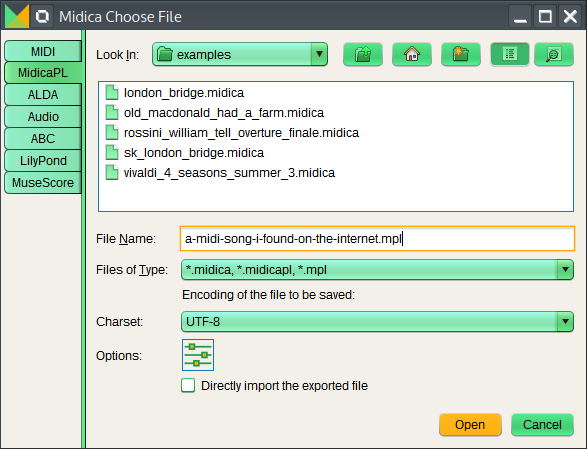 Midica Choose File
MIDI
MidicaPL
ALDA
Audio
ABC
LilyPond
MuseScore
Look In:
examples
london_bridge.midica
old_macdonald_had_a_farm.midica
rossini_william_tell_overture_finale.midica
sk_london_bridge.midica
vivaldi_4_seasons_summer_3.midica
File Name:
a-midi-song-i-found-on-the-internet.mpl
Files of Type:
*.midica, *.midicapl, *.mpl
Encoding of the file to be saved:
Charset:
UTF-8
Options:
Directly import the exported file
Open
Cancel